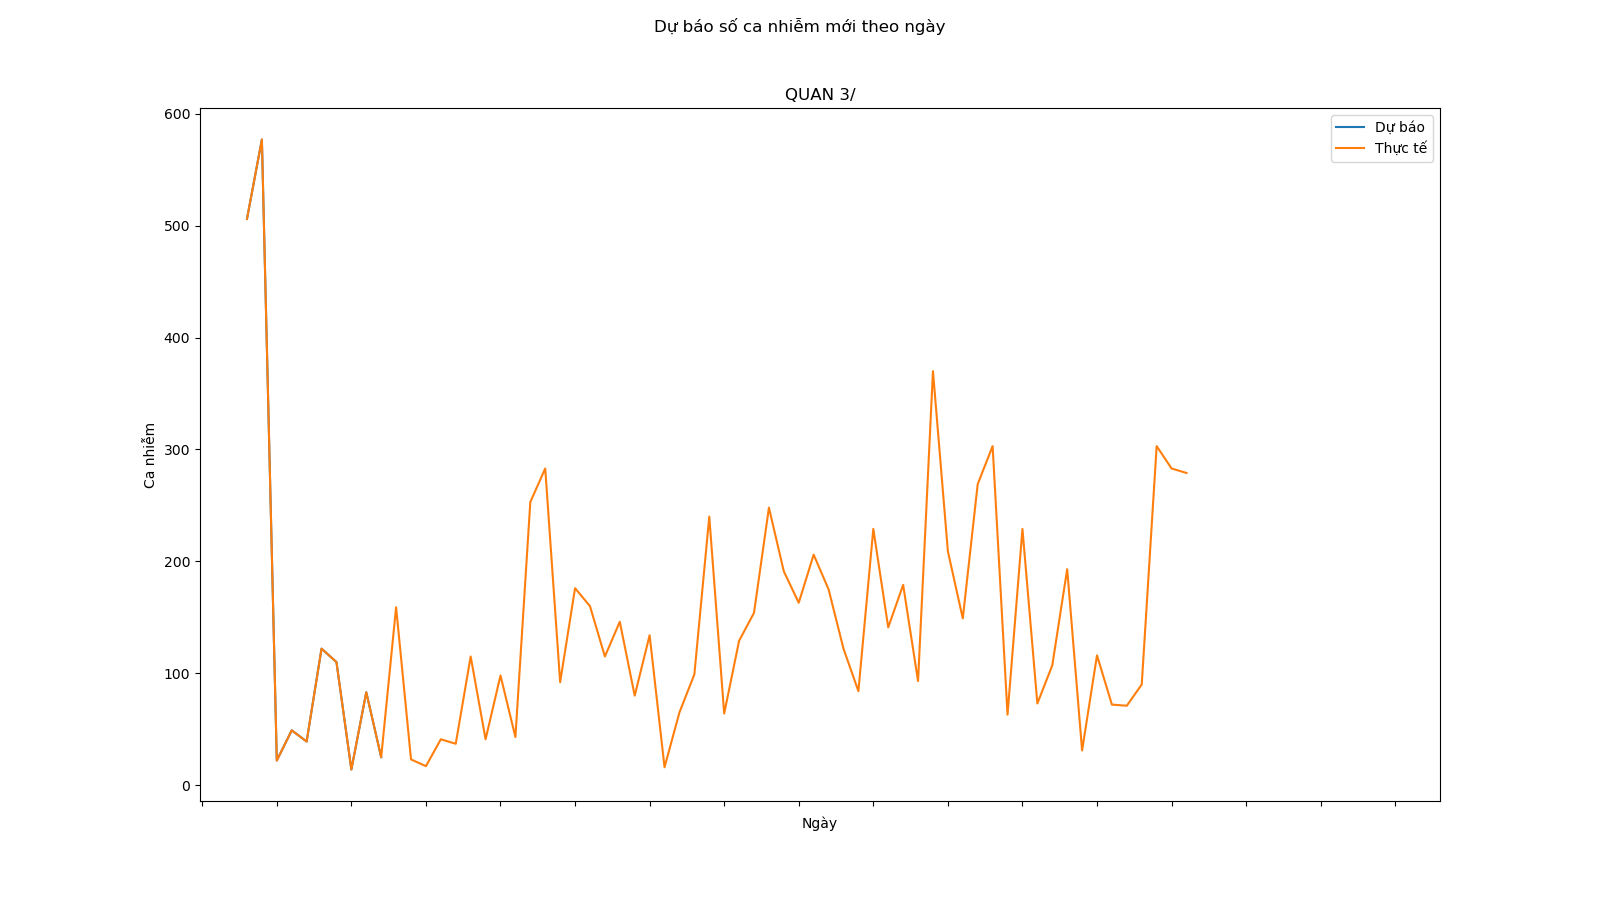 Dự báo số ca nhiễm mới theo ngày
QUAN 3/
600
500
400
300
200
100
0
Ca nhiễm
Dự báo
Thực tế
Ngày